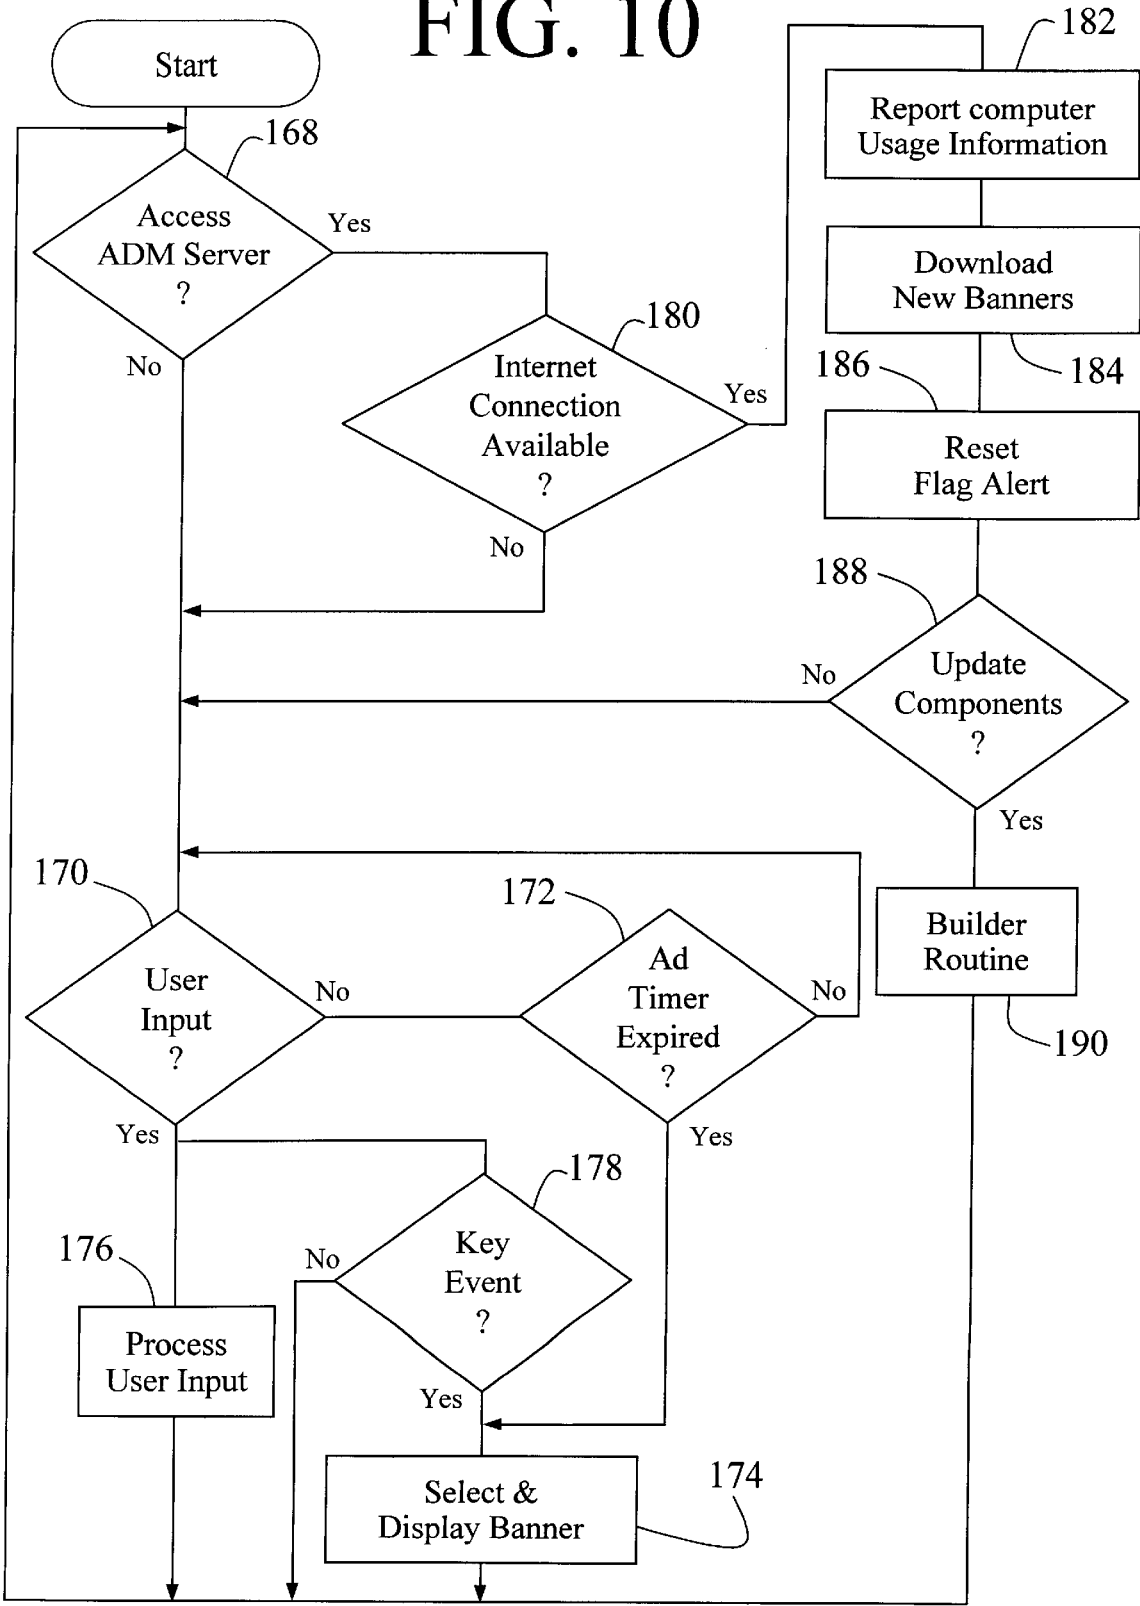 FIG. 10
Start
182
Report computer
Usage Information
168
Access
ADM Server
?
Yes
No
180
Internet
Connection
Available
?
Yes
No
Download
New Banners
184
186
Reset
Flag Alert
188
Update
Components
?
No
Yes
170
User
Input
?
No
Yes
172
Ad
Timer
Expired
?
No
Yes
Builder
Routine
190
178
Key
Event
?
No
Yes
176
Process
User Input
Select &
Display Banner
174